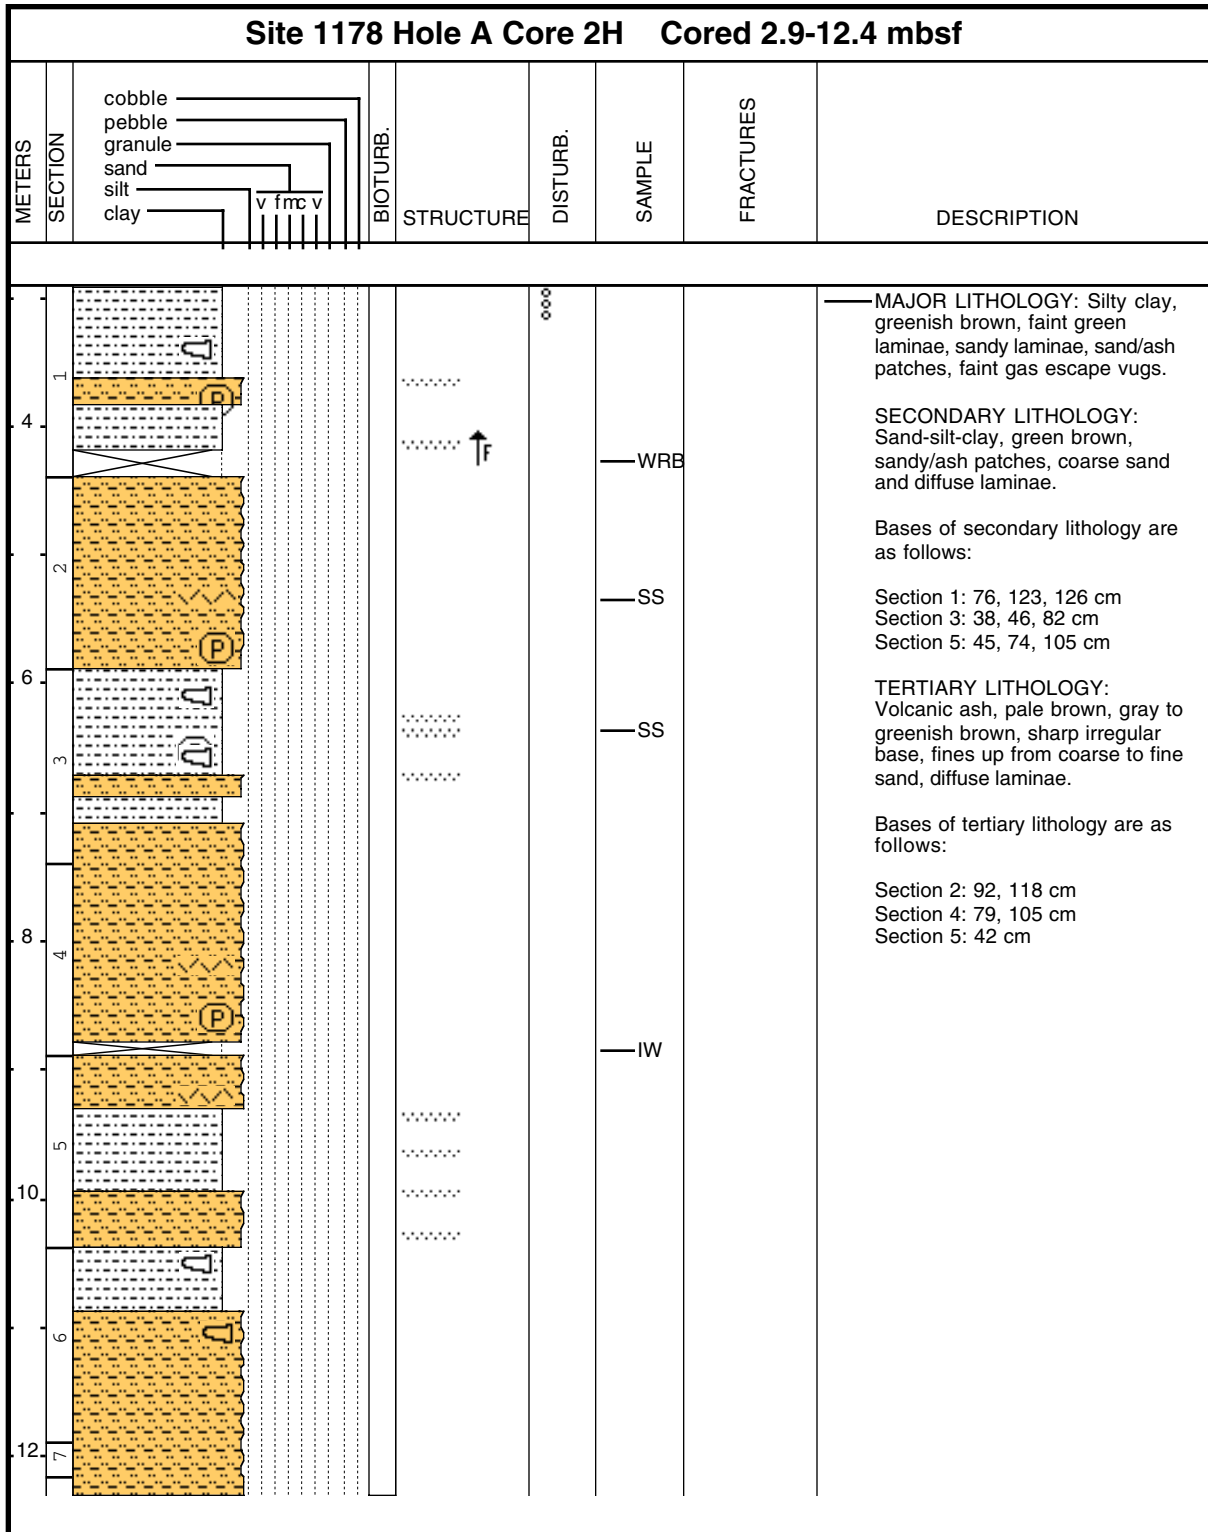 Site 1178 Hole A Core 2H Cored 2.9-12.4 mbsf
METERS
SECTION
cobble
pebble
granule
sand
silt
clay
v f m c v
BIOTURB.
STRUCTURE
DISTURB.
SAMPLE
FRACTURES
DESCRIPTION
1
4
2
6
3
8
4
5
10
6
12
7
P
P
P
F
WRB
SS
SS
IW
MAJOR LITHOLOGY: Silty clay,
greenish brown, faint green
laminae, sandy laminae, sand/ash
patches, faint gas escape vugs.
SECONDARY LITHOLOGY:
Sand-silt-clay, green brown,
sandy/ash patches, coarse sand
and diffuse laminae.
Bases of secondary lithology are
as follows:
Section 1: 76, 123, 126 cm
Section 3: 38, 46, 82 cm
Section 5: 45, 74, 105 cm
TERTIARY LITHOLOGY:
Volcanic ash, pale brown, gray to
greenish brown, sharp irregular
base, fines up from coarse to fine
sand, diffuse laminae.
Bases of tertiary lithology are as
follows:
Section 2: 92, 118 cm
Section 4: 79, 105 cm
Section 5: 42 cm